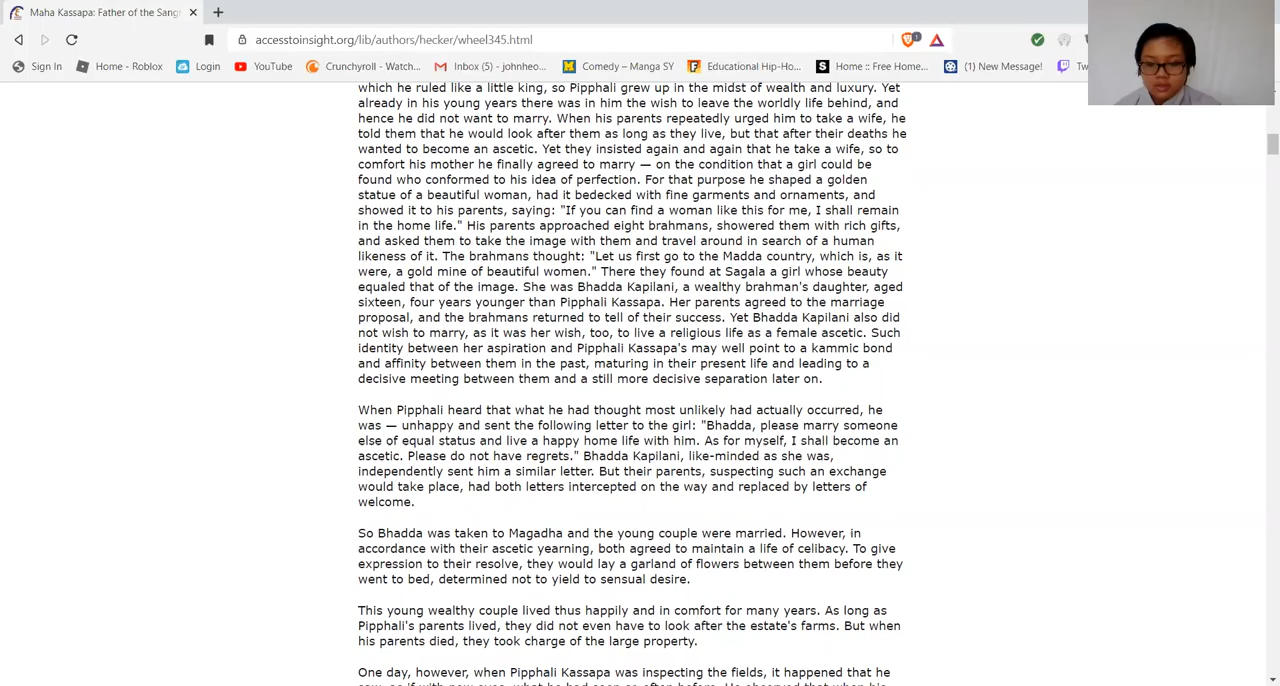 Maha Kassapa: Father of the Sang
accesstoinsight.org/lib/authors/hecker/wheel345.html
1
Sign In
Home - Roblox
Login
YouTube
Crunchyroll - Watch...
Inbox (5) - johnheo...
Comedy – Manga SY
Educational Hip-Ho...
Home :: Free Home...
(1) New Message!
Tw
which he ruled like a little king, so Pipphali grew up in the midst of wealth and luxury. Yet
already in his young years there was in him the wish to leave the worldly life behind, and
hence he did not want to marry. When his parents repeatedly urged him to take a wife, he
told them that he would look after them as long as they live, but that after their deaths he
wanted to become an ascetic. Yet they insisted again and again that he take a wife, so to
comfort his mother he finally agreed to marry — on the condition that a girl could be
found who conformed to his idea of perfection. For that purpose he shaped a golden
statue of a beautiful woman, had it bedecked with fine garments and ornaments, and
showed it to his parents, saying: "If you can find a woman like this for me, I shall remain
in the home life." His parents approached eight brahmans, showered them with rich gifts,
and asked them to take the image with them and travel around in search of a human
likeness of it. The brahmans thought: "Let us first go to the Madda country, which is, as it
were, a gold mine of beautiful women." There they found at Sagala a girl whose beauty
equaled that of the image. She was Bhadda Kapilani, a wealthy brahman's daughter, aged
sixteen, four years younger than Pipphali Kassapa. Her parents agreed to the marriage
proposal, and the brahmans returned to tell of their success. Yet Bhadda Kapilani also did
not wish to marry, as it was her wish, too, to live a religious life as a female ascetic. Such
identity between her aspiration and Pipphali Kassapa's may well point to a kammic bond
and affinity between them in the past, maturing in their present life and leading to a
decisive meeting between them and a still more decisive separation later on.
When Pipphali heard that what he had thought most unlikely had actually occurred, he
was — unhappy and sent the following letter to the girl: "Bhadda, please marry someone
else of equal status and live a happy home life with him. As for myself, I shall become an
ascetic. Please do not have regrets." Bhadda Kapilani, like-minded as she was,
independently sent him a similar letter. But their parents, suspecting such an exchange
would take place, had both letters intercepted on the way and replaced by letters of
welcome.
So Bhadda was taken to Magadha and the young couple were married. However, in
accordance with their ascetic yearning, both agreed to maintain a life of celibacy. To give
expression to their resolve, they would lay a garland of flowers between them before they
went to bed, determined not to yield to sensual desire.
This young wealthy couple lived thus happily and in comfort for many years. As long as
Pipphali's parents lived, they did not even have to look after the estate's farms. But when
his parents died, they took charge of the large property.
One day, however, when Pipphali Kassapa was inspecting the fields, it happened that he